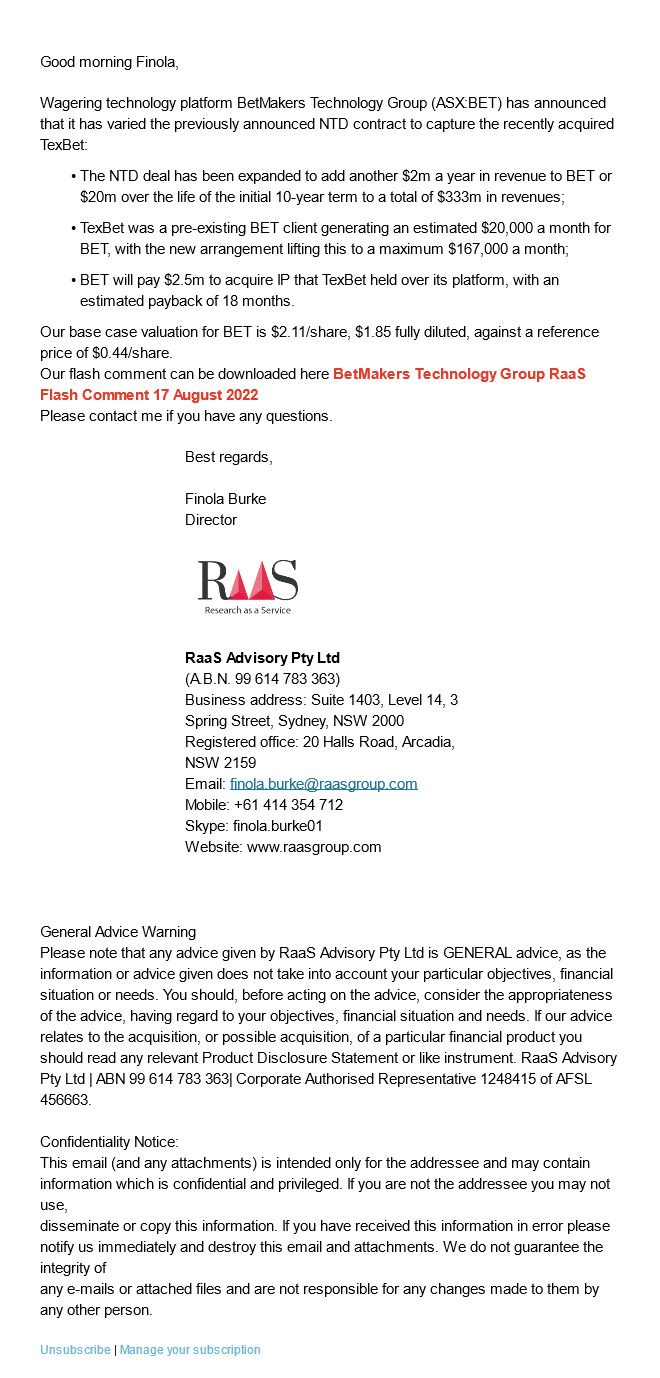 Good morning Finola,
Wagering technology platform BetMakers Technology Group (ASX:BET) has announced
that it has varied the previously announced NTD contract to capture the recently acquired
TexBet:
• The NTD deal has been expanded to add another $2m a year in revenue to BET or
$20m over the life of the initial 10-year term to a total of $333m in revenues;
• TexBet was a pre-existing BET client generating an estimated $20,000 a month for
BET, with the new arrangement lifting this to a maximum $167,000 a month;
• BET will pay $2.5m to acquire IP that TexBet held over its platform, with an
estimated payback of 18 months.
Our base case valuation for BET is $2.11/share, $1.85 fully diluted, against a reference
price of $0.44/share.
Our flash comment can be downloaded here BetMakers Technology Group RaaS
Flash Comment 17 August 2022
Please contact me if you have any questions.
Best regards,
Finola Burke
Director
RAAS
Research as a Service
RaaS Advisory Pty Ltd
(A.B.N. 99 614 783 363)
Business address: Suite 1403, Level 14, 3
Spring Street, Sydney, NSW 2000
Registered office: 20 Halls Road, Arcadia,
NSW 2159
Email: finola.burke@raasgroup.com
Mobile: +61 414 354 712
Skype: finola.burke01
Website: www.raasgroup.com
General Advice Warning
Please note that any advice given by RaaS Advisory Pty Ltd is GENERAL advice, as the
information or advice given does not take into account your particular objectives, financial
situation or needs. You should, before acting on the advice, consider the appropriateness
of the advice, having regard to your objectives, financial situation and needs. If our advice
relates to the acquisition, or possible acquisition, of a particular financial product you
should read any relevant Product Disclosure Statement or like instrument. RaaS Advisory
Pty Ltd | ABN 99 614 783 363| Corporate Authorised Representative 1248415 of AFSL
456663.
Confidentiality Notice:
This email (and any attachments) is intended only for the addressee and may contain
information which is confidential and privileged. If you are not the addressee you may not
use,
disseminate or copy this information. If you have received this information in error please
notify us immediately and destroy this email and attachments. We do not guarantee the
integrity of
any e-mails or attached files and are not responsible for any changes made to them by
any other person.
Unsubscribe | Manage your subscription